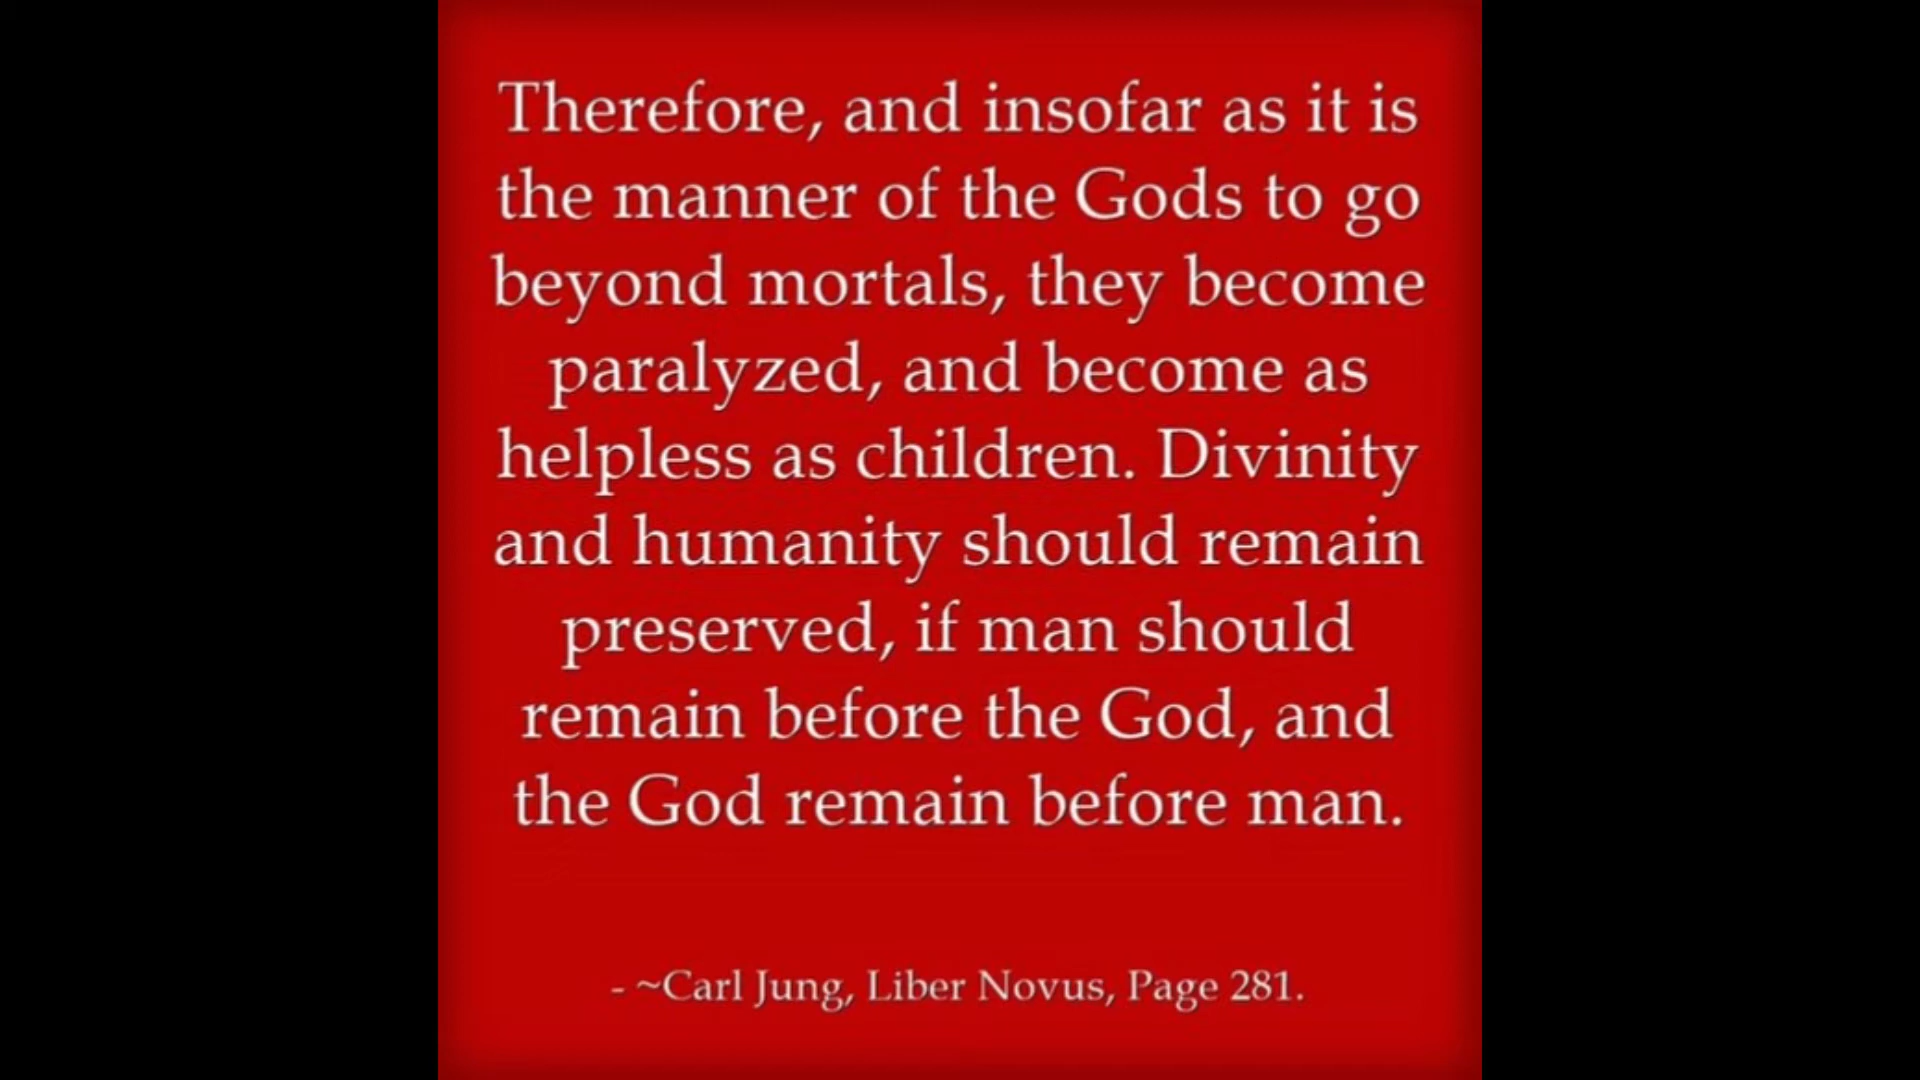 Therefore, and insofar as it is
the manner of the Gods to go
beyond mortals, they become
paralyzed, and become as
helpless as children. Divinity
and humanity should remain
preserved, if man should
remain before the God, and
the God remain before man.
- ~Carl Jung, Liber Novus, Page 281.